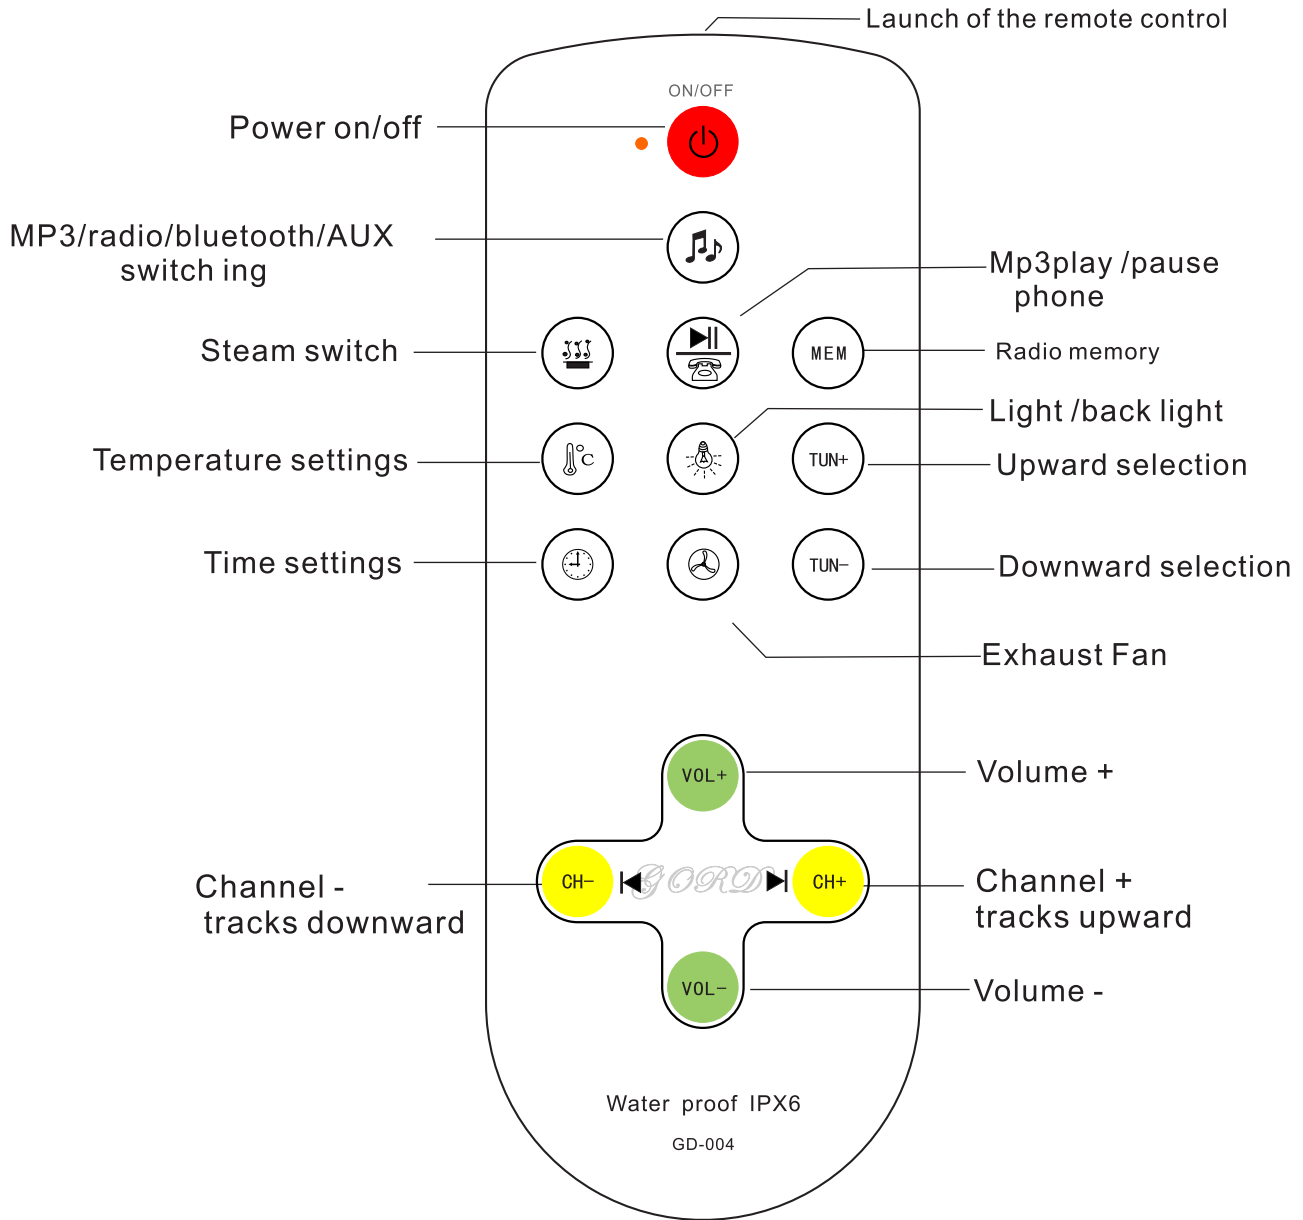 Launch of the remote control
ON/OFF
Power on/off
MP3/radio/bluetooth/AUX
switch ing
Mp3play /pause
phone
Steam switch
MEM
Radio memory
Light /back light
Temperature settings
°C
TUN+
Upward selection
Time settings
TUN-
Downward selection
Exhaust Fan
VOL+
Volume +
Channel -
tracks downward
CH-
GORD
CH+
Channel +
tracks upward
VOL-
Volume -
Water proof IPX6
GD-004